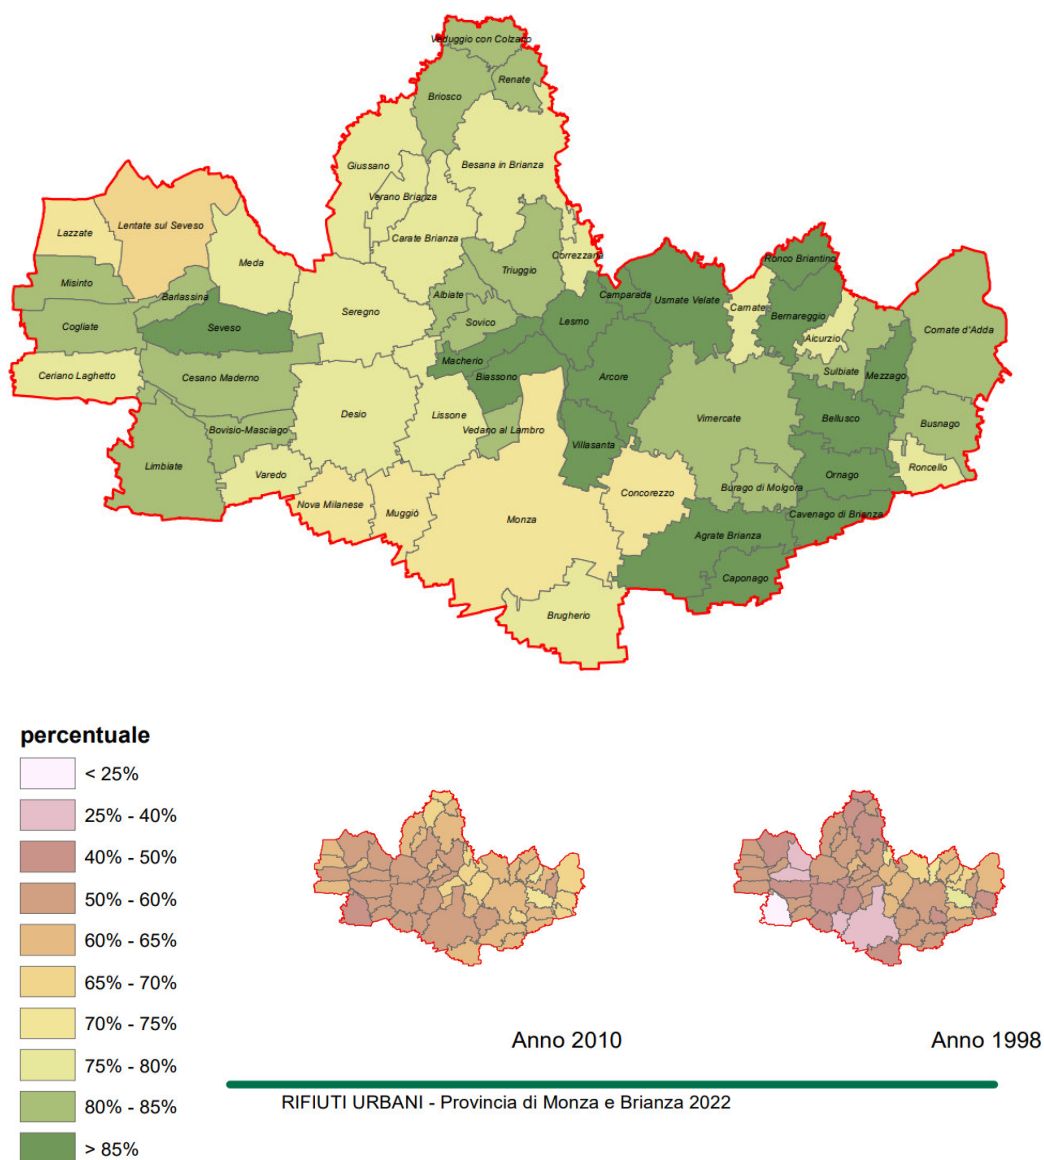 Veduggio con Colzano
Renate
Briosco
Giussano
Besana in Brianza
Verano Brianza
Lentate sul Seveso
Lazzate
Carate Brianza
Correzzana
Meda
Triuggio
Ronco Briantino
Misinto
Barlassina
Albiate
Camparada
Usmate Velate
Carnate
Bernareggio
Seregno
Sovico
Lesmo
Cogliate
Seveso
Aicurzio
Cornate d'Adda
Macherio
Sulbiate
Mezzago
Ceriano Laghetto
Cesano Maderno
Biassono
Arcore
Desio
Lissone
Vedano al Lambro
Vimercate
Bellusco
Busnago
Bovisio-Masciago
Villasanta
Limbiate
Varedo
Roncello
Ornago
Burago di Molgora
Concorezzo
Nova Milanese
Muggiò
Monza
Cavenago di Brianza
Agrate Brianza
Caponago
Brugherio
percentuale
< 25%
25% - 40%
40% - 50%
50% - 60%
60% - 65%
65% - 70%
70% - 75%
75% - 80%
80% - 85%
> 85%
Anno 2010
Anno 1998
RIFIUTI URBANI - Provincia di Monza e Brianza 2022